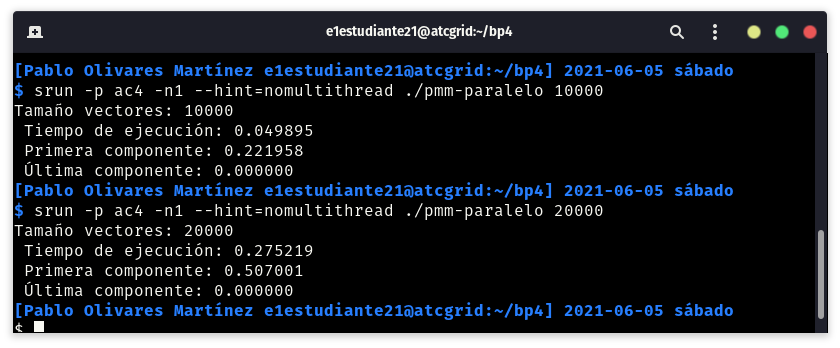 e1estudiante21@atcgrid:~/bp4
[Pablo Olivares Martínez e1estudiante21@atcgrid:~/bp4] 2021-06-05 sábado
$ srun -p ac4 -n1 --hint=nomultithread ./pmm-paralelo 10000
Tamaño vectores: 10000
 Tiempo de ejecución: 0.049895
 Primera componente: 0.221958
 Última componente: 0.000000
[Pablo Olivares Martínez e1estudiante21@atcgrid:~/bp4] 2021-06-05 sábado
$ srun -p ac4 -n1 --hint=nomultithread ./pmm-paralelo 20000
Tamaño vectores: 20000
 Tiempo de ejecución: 0.275219
 Primera componente: 0.507001
 Última componente: 0.000000
[Pablo Olivares Martínez e1estudiante21@atcgrid:~/bp4] 2021-06-05 sábado
$